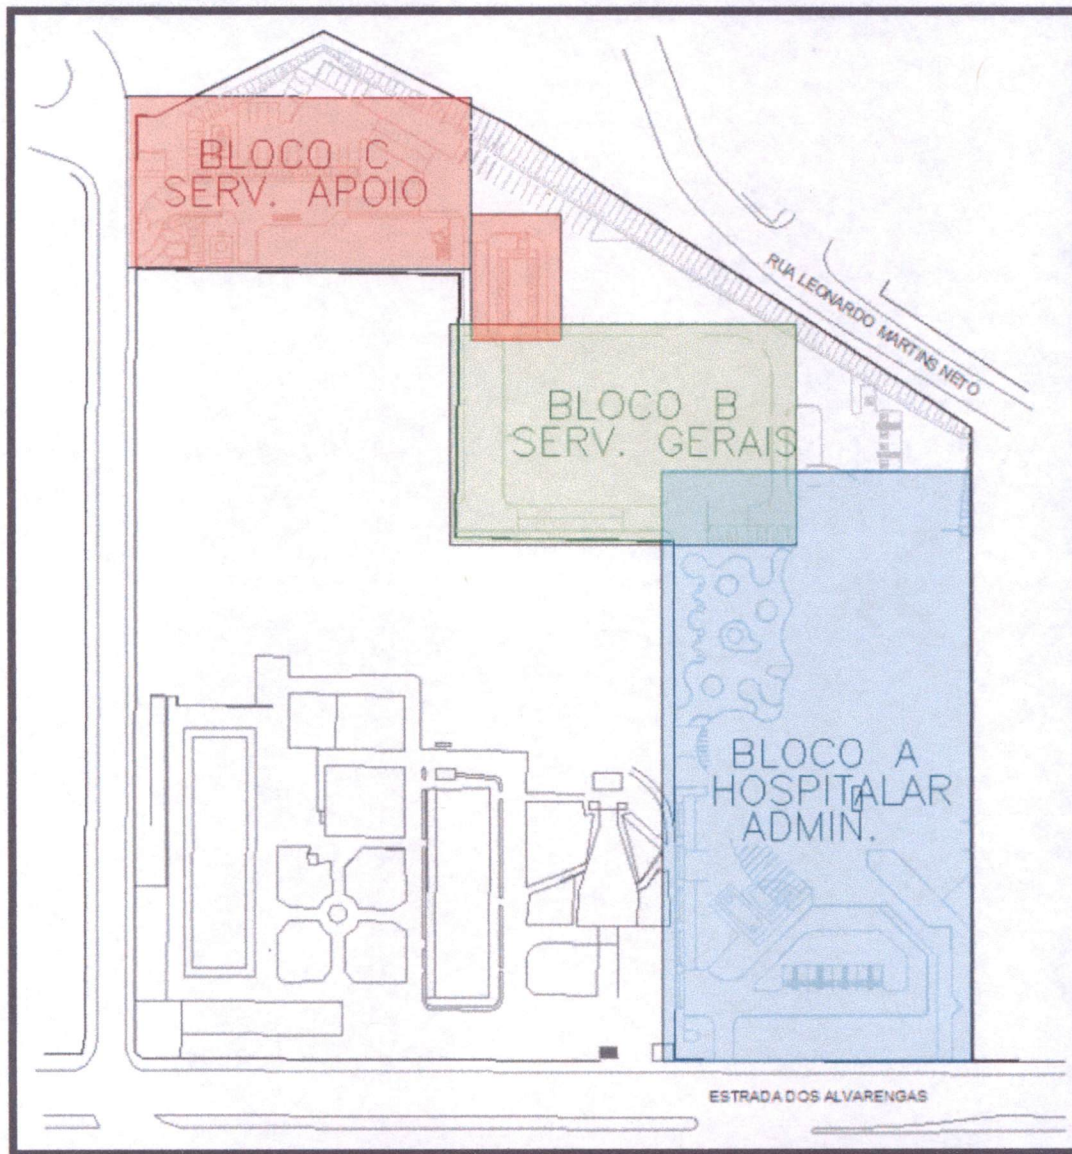 BLOCO C
SERV. APOIO
RUA LEONARDO MARTINS NETO
BLOCO B
SERV. GERAIS
BLOCO A
HOSPITALAR
ADMIN.
ESTRADA DOS ALVARENGAS